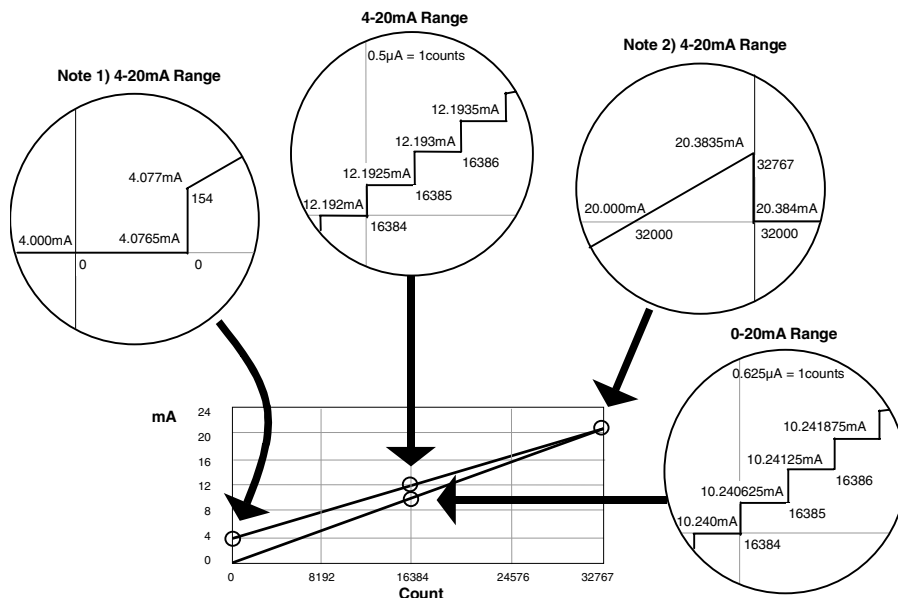 4-20mA Range
0.5µA = 1counts
12.1935mA
12.193mA
16386
12.1925mA
16385
12.192mA
16384
Note 1) 4-20mA Range
4.077mA
154
4.000mA
4.0765mA
0
0
Note 2) 4-20mA Range
20.3835mA
32767
20.000mA
20.384mA
32000
32000
0-20mA Range
0.625µA = 1counts
10.241875mA
10.24125mA
16386
10.240625mA
16385
10.240mA
16384
mA
24
20
16
12
8
4
0
0
8192
16384
24576
32767
Count